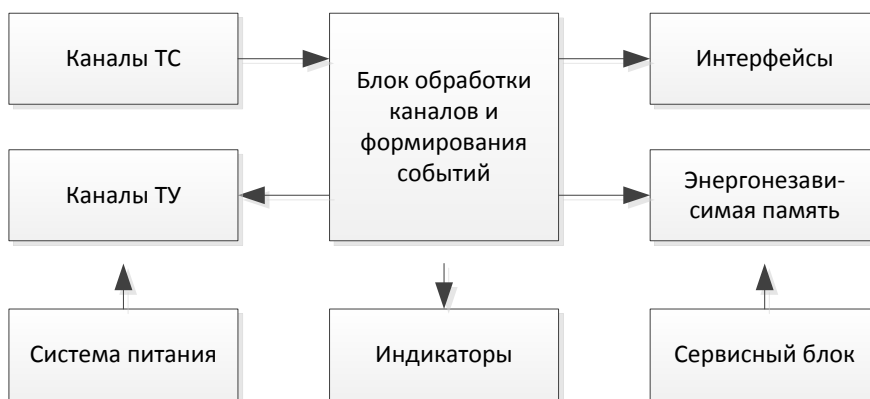 Каналы ТС
Блок обработки
каналов и
формирования
событий
Интерфейсы
Каналы ТУ
Энергонезави-
симая память
Система питания
Индикаторы
Сервисный блок